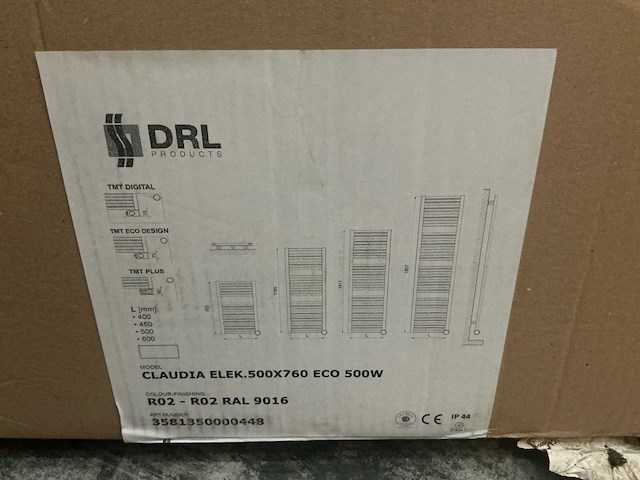 DRL
PRODUCTS
TMT DIGITAL
TMT ECO DESIGN
TMT PLUS
L [mm]
• 400
• 450
• 500
• 600
L
L
L
L
MODEL
CLAUDIA ELEK.500X760 ECO 500W
COLOUR-FINISHING
R02 - R02 RAL 9016
ART.NUMBER
3581350000448
CE
IP 44